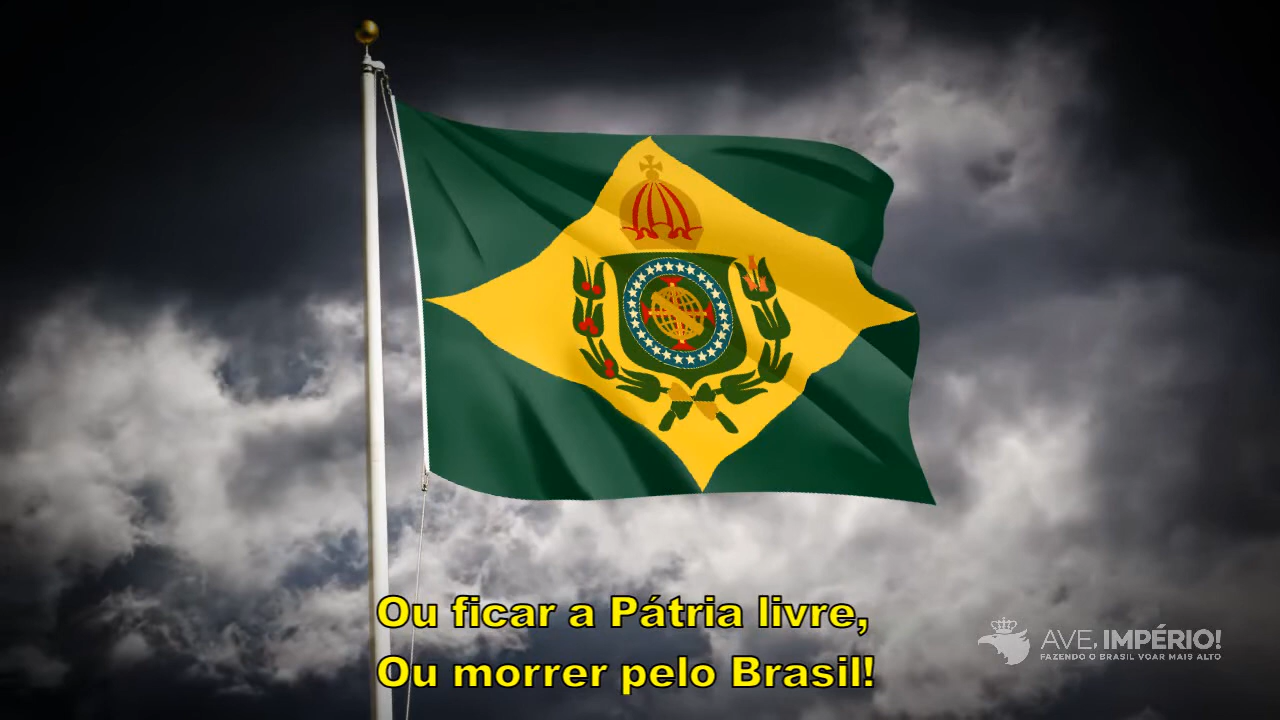 Ou ficar a Pátria livre,
Ou morrer pelo Brasil!
AVE, IMPÉRIO!
FAZENDO O BRASIL VOAR MAIS ALTO